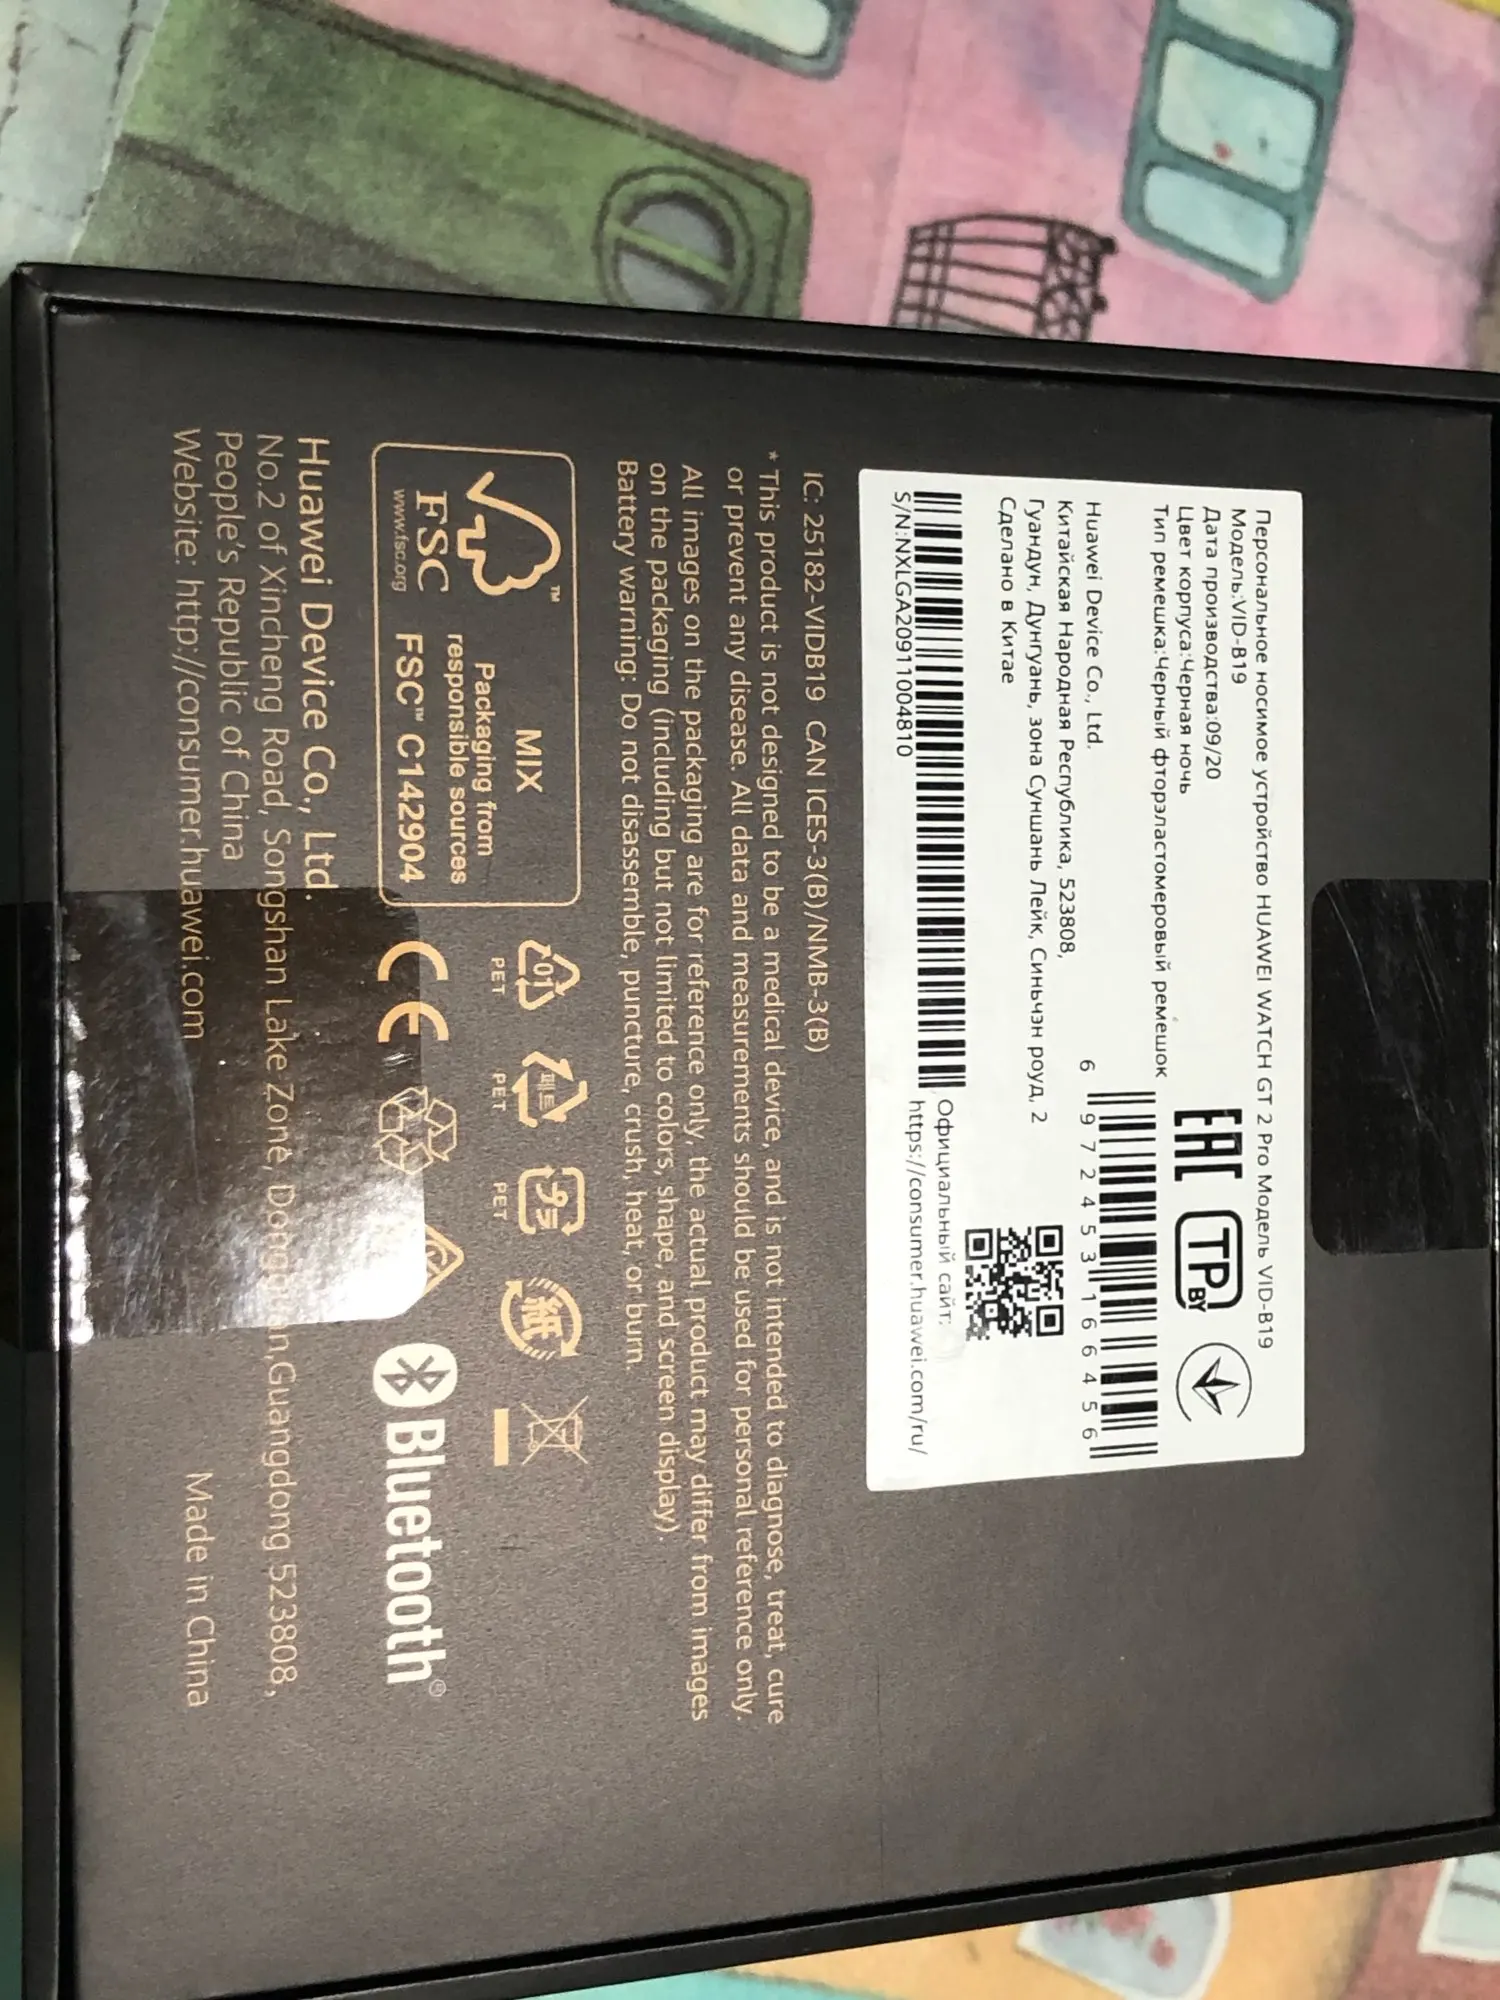 Персональное носимое устройство HUAWEI WATCH GT 2 Pro Модель VID-B19
Модель:VID-B19
Дата производства:09/20
Цвет корпуса:Черная ночь
Тип ремешка:Черный фторэластомеровый ремешок
EAC
TP BY
6 972453 166456
Huawei Device Co., Ltd.
Китайская Народная Республика, 523808,
Гуандун, Дунгуань, зона Суншань Лейк, Синьчэн роуд, 2
Сделано в Китае
S/N:NXLGA20911004810
Официальный сайт:
https://consumer.huawei.com/ru/
IC: 25182-VIDB19 CAN ICES-3(B)/NMB-3(B)
* This product is not designed to be a medical device, and is not intended to diagnose, treat, cure
or prevent any disease. All data and measurements should be used for personal reference only.
All images on the packaging are for reference only, the actual product may differ from images
on the packaging (including but not limited to colors, shape, and screen display).
Battery warning: Do not disassemble, puncture, crush, heat, or burn.
™
FSC
www.fsc.org
MIX
Packaging from
responsible sources
FSC™ C142904
01
PET
페트
PET
PET
紙
CE
Bluetooth®
Huawei Device Co., Ltd.
No.2 of Xincheng Road, Songshan Lake Zone, Dongguan,Guangdong 523808,
People's Republic of China
Website: http://consumer.huawei.com
Made in China